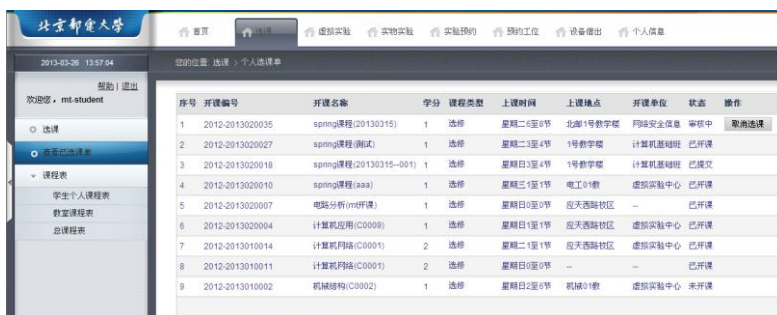 北京邮电大学
首页 选课 虚拟实验 实物实验 实验预约 预约工位 设备借出 个人信息
2013-03-26 13:57:04
您的位置: 选课 > 个人选课单
帮助 | 退出
欢迎您，mt-student
选课
查看已选课单
课程表
学生个人课程表
教室课程表
总课程表
序号 开课编号 开课名称 学分 课程类型 上课时间 上课地点 开课单位 状态 操作
1 2012-2013020035 spring课程(20130315) 1 选修 星期二6至8节 北邮1号教学楼 网络安全信息 审核中 取消选课
2 2012-2013020027 spring课程(测试) 1 选修 星期二3至4节 1号教学楼 计算机基础班 已开课
3 2012-2013020018 spring课程(20130315--001) 1 选修 星期日3至4节 1号教学楼 计算机基础班 已提交
4 2012-2013020010 spring课程(aaa) 1 选修 星期三1至1节 电工01教 虚拟实验中心 已开课
5 2012-2013020007 电路分析(mt开课) 1 选修 星期日0至0节 应天西路校区 -- 已开课
6 2012-2013020004 计算机应用(C0009) 1 选修 星期日1至1节 应天西路校区 虚拟实验中心 已开课
7 2012-2013010014 计算机网络(C0001) 2 选修 星期二1至1节 应天西路校区 虚拟实验中心 已开课
8 2012-2013010011 计算机网络(C0001) 2 选修 星期日0至0节 -- -- 已开课
9 2012-2013010002 机械结构(C0002) 1 选修 星期日2至6节 机械01教 虚拟实验中心 未开课